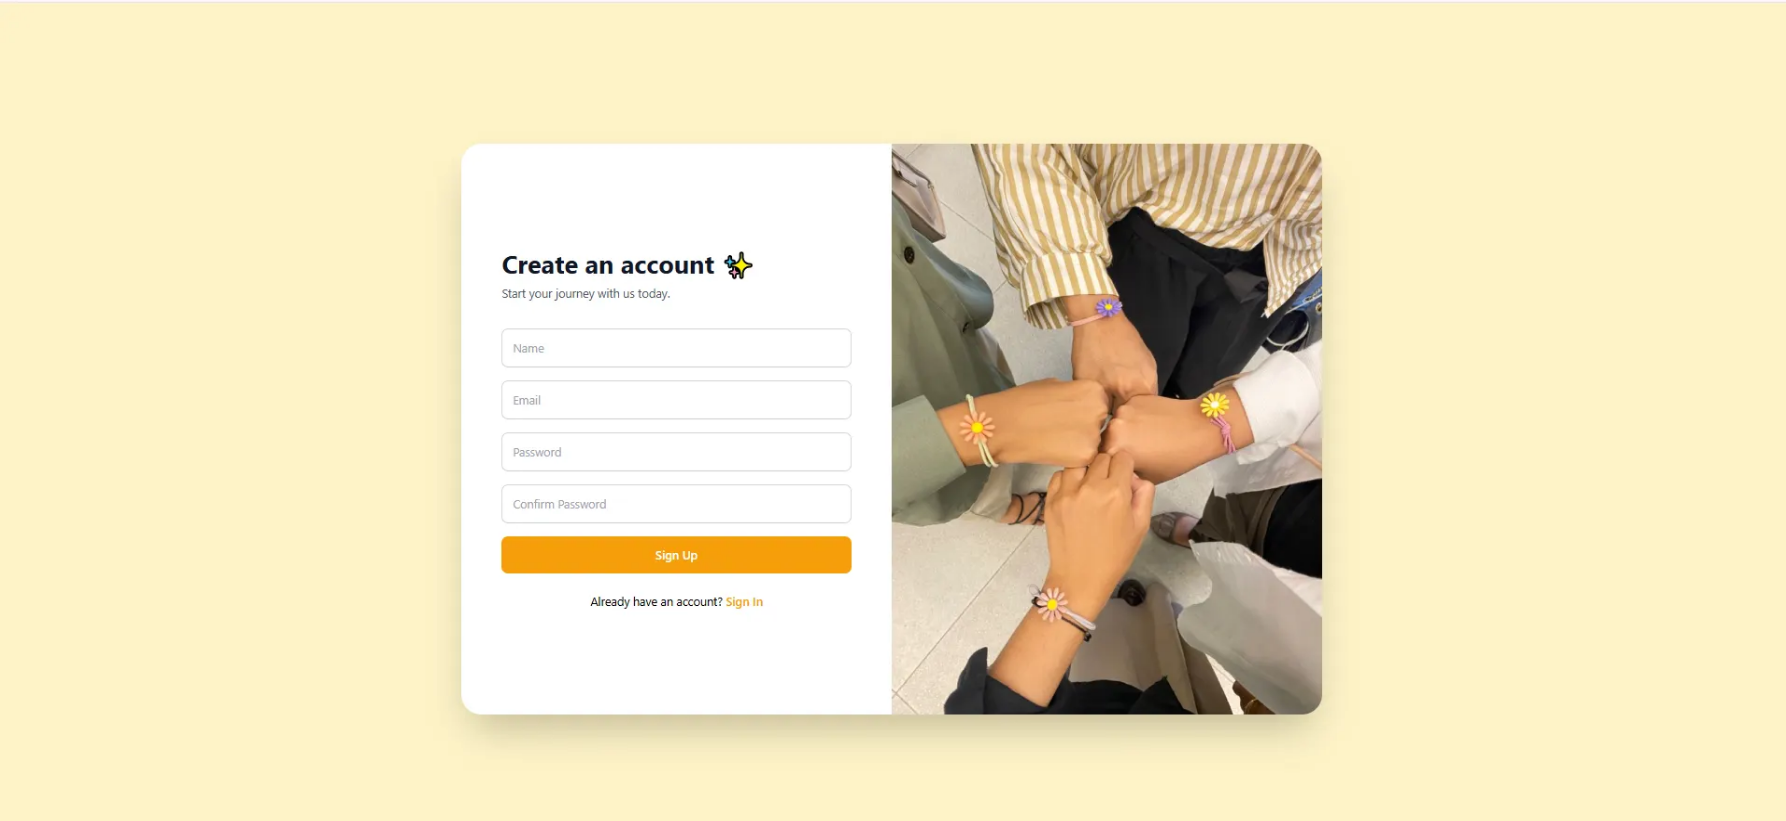 Create an account ✨
Start your journey with us today.
Name
Email
Password
Confirm Password
Sign Up
Already have an account? Sign In